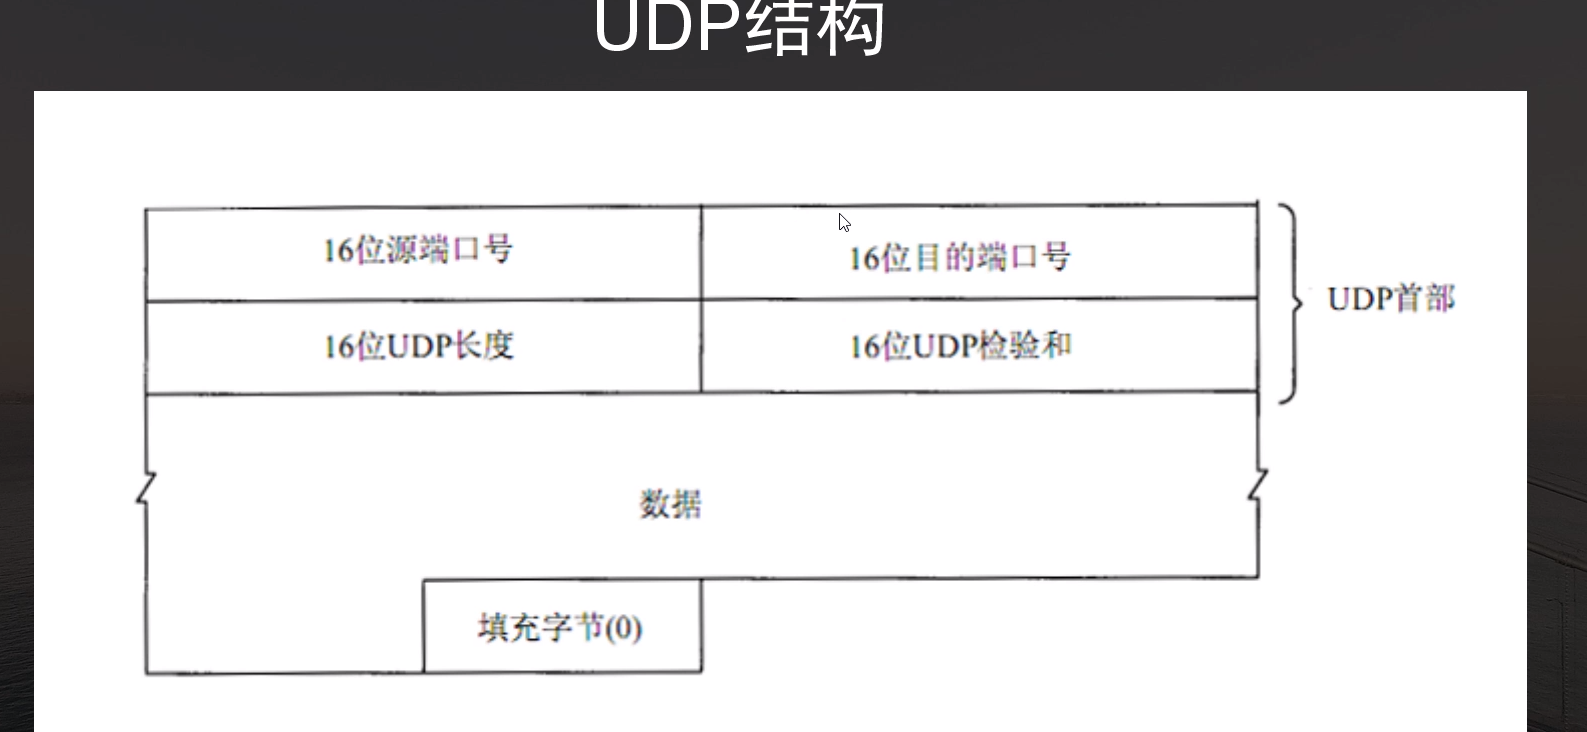 UDP结构
16位源端口号 16位目的端口号
UDP首部
16位UDP长度 16位UDP检验和
数据
填充字节(0)